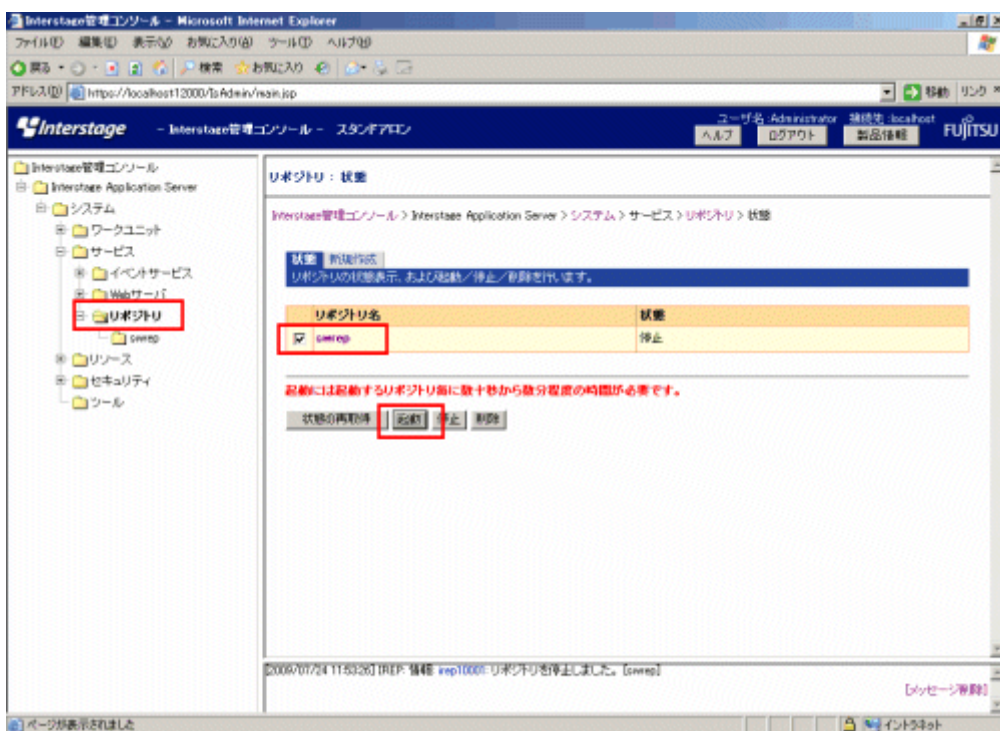 Interstage管理コンソール - Microsoft Internet Explorer
ファイル(F) 編集(E) 表示(V) お気に入り(A) ツール(T) ヘルプ(H)
戻る 検索 お気に入り
アドレス(D) https://localhost:12000/IsAdmin/main.jsp 移動 リンク
Interstage - Interstage管理コンソール - スタンドアロン
ユーザ名:Administrator 接続先:localhost
ヘルプ ログアウト 製品情報 FUJITSU
Interstage管理コンソール
Interstage Application Server
システム
ワークユニット
サービス
イベントサービス
Webサーバ
リポジトリ
swrep
リソース
セキュリティ
ツール
リポジトリ : 状態
Interstage管理コンソール > Interstage Application Server > システム > サービス > リポジトリ > 状態
状態 新規作成
リポジトリの状態表示、および起動/停止/削除を行います。
リポジトリ名 状態
swrep 停止
起動には起動するリポジトリ毎に数十秒から数分程度の時間が必要です。
状態の再取得 起動 停止 削除
[2009/07/24 11:53:26] IREP: 情報: irep10001: リポジトリを停止しました。 [swrep]
[メッセージ削除]
ページが表示されました イントラネット